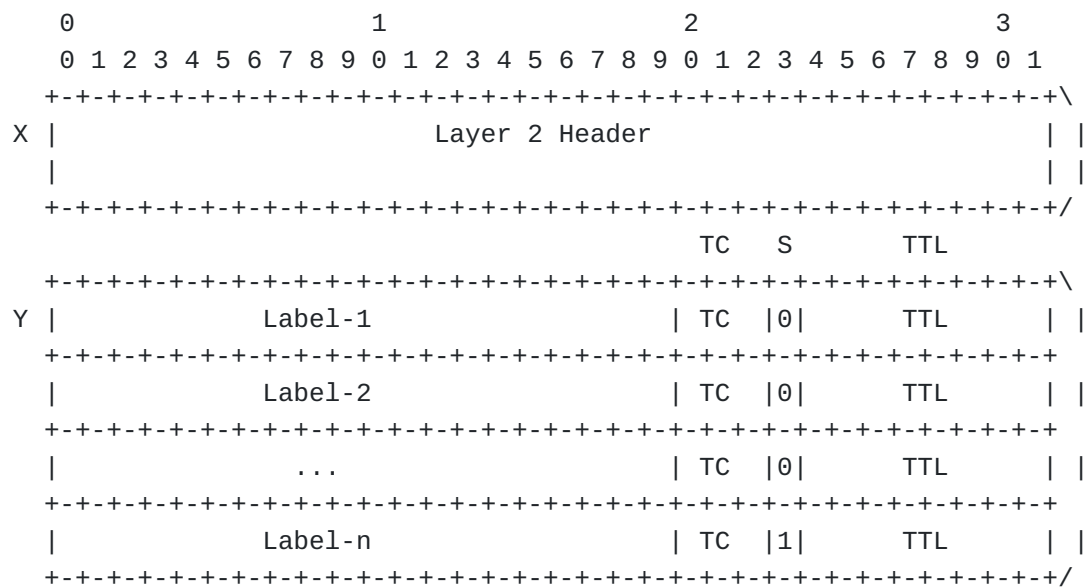 0                   1                   2                   3
    0 1 2 3 4 5 6 7 8 9 0 1 2 3 4 5 6 7 8 9 0 1 2 3 4 5 6 7 8 9 0 1
   +-+-+-+-+-+-+-+-+-+-+-+-+-+-+-+-+-+-+-+-+-+-+-+-+-+-+-+-+-+-+-+-+\
 X |                        Layer 2 Header                         | |
   |                                                               | |
   +-+-+-+-+-+-+-+-+-+-+-+-+-+-+-+-+-+-+-+-+-+-+-+-+-+-+-+-+-+-+-+-+/
                                             TC   S       TTL
   +-+-+-+-+-+-+-+-+-+-+-+-+-+-+-+-+-+-+-+-+-+-+-+-+-+-+-+-+-+-+-+-+\
 Y |             Label-1                   | TC  |0|      TTL      | |
   +-+-+-+-+-+-+-+-+-+-+-+-+-+-+-+-+-+-+-+-+-+-+-+-+-+-+-+-+-+-+-+-+
   |             Label-2                   | TC  |0|      TTL      | |
   +-+-+-+-+-+-+-+-+-+-+-+-+-+-+-+-+-+-+-+-+-+-+-+-+-+-+-+-+-+-+-+-+
   |               ...                     | TC  |0|      TTL      | |
   +-+-+-+-+-+-+-+-+-+-+-+-+-+-+-+-+-+-+-+-+-+-+-+-+-+-+-+-+-+-+-+-+
   |             Label-n                   | TC  |1|      TTL      | |
   +-+-+-+-+-+-+-+-+-+-+-+-+-+-+-+-+-+-+-+-+-+-+-+-+-+-+-+-+-+-+-+-+/